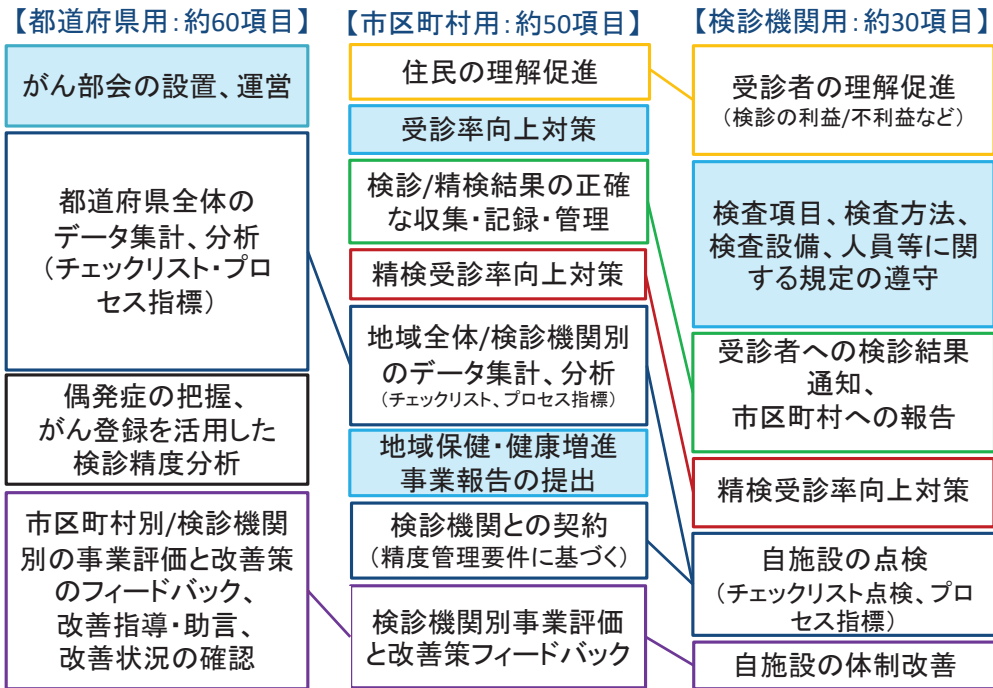 【都道府県用:約60項目】
がん部会の設置、運営
都道府県全体の
データ集計、分析
(チェックリスト・プロ
セス指標)
偶発症の把握、
がん登録を活用した
検診精度分析
市区町村別/検診機関
別の事業評価と改善策
のフィードバック、
改善指導・助言、
改善状況の確認
【市区町村用:約50項目】
住民の理解促進
受診率向上対策
検診/精検結果の正確
な収集・記録・管理
精検受診率向上対策
地域全体/検診機関別
のデータ集計、分析
(チェックリスト、プロセス指標)
地域保健・健康増進
事業報告の提出
検診機関との契約
(精度管理要件に基づく)
検診機関別事業評価
と改善策フィードバック
【検診機関用:約30項目】
受診者の理解促進
(検診の利益/不利益など)
検査項目、検査方法、
検査設備、人員等に関
する規定の遵守
受診者への検診結果
通知、
市区町村への報告
精検受診率向上対策
自施設の点検
(チェックリスト点検、プロ
セス指標)
自施設の体制改善